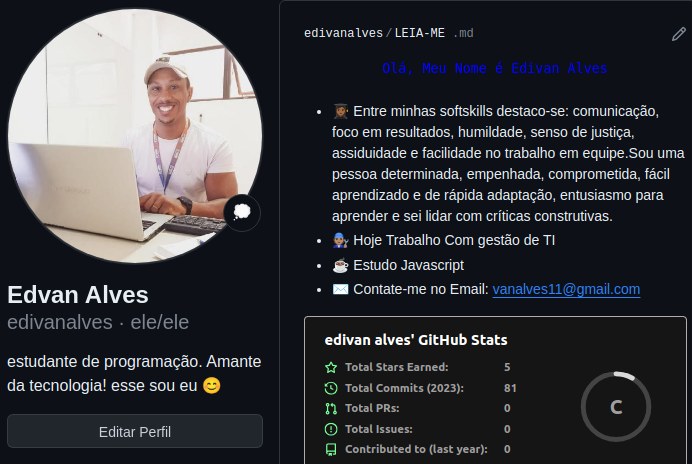 edivanalves/LEIA-ME .md
Olá, Meu Nome é Edivan Alves
Entre minhas softskills destaco-se: comunicação,
foco em resultados, humildade, senso de justiça,
assiduidade e facilidade no trabalho em equipe.Sou uma
pessoa determinada, empenhada, comprometida, fácil
aprendizado e de rápida adaptação, entusiasmo para
aprender e sei lidar com críticas construtivas.
Hoje Trabalho Com gestão de TI
Estudo Javascript
Contate-me no Email: vanalves11@gmail.com
Edvan Alves
edivanalves · ele/ele
estudante de programação. Amante
da tecnologia! esse sou eu 😊
Editar Perfil
edivan alves' GitHub Stats
Total Stars Earned: 5
Total Commits (2023): 81
Total PRs: 0
Total Issues: 0
Contributed to (last year): 0
C